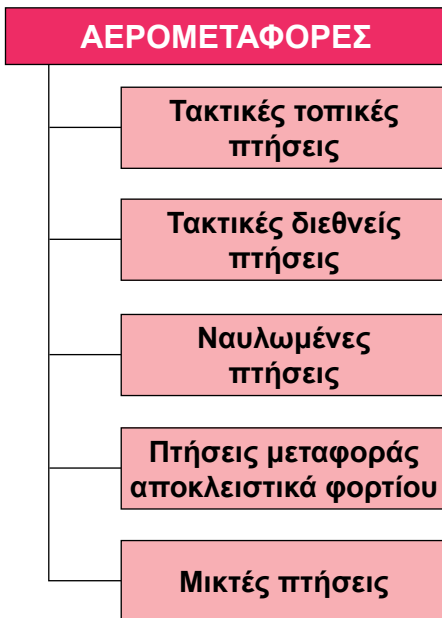 ΑΕΡΟΜΕΤΑΦΟΡΕΣ
Τακτικές τοπικές
πτήσεις
Τακτικές διεθνείς
πτήσεις
Ναυλωμένες
πτήσεις
Πτήσεις μεταφοράς
αποκλειστικά φορτίου
Μικτές πτήσεις